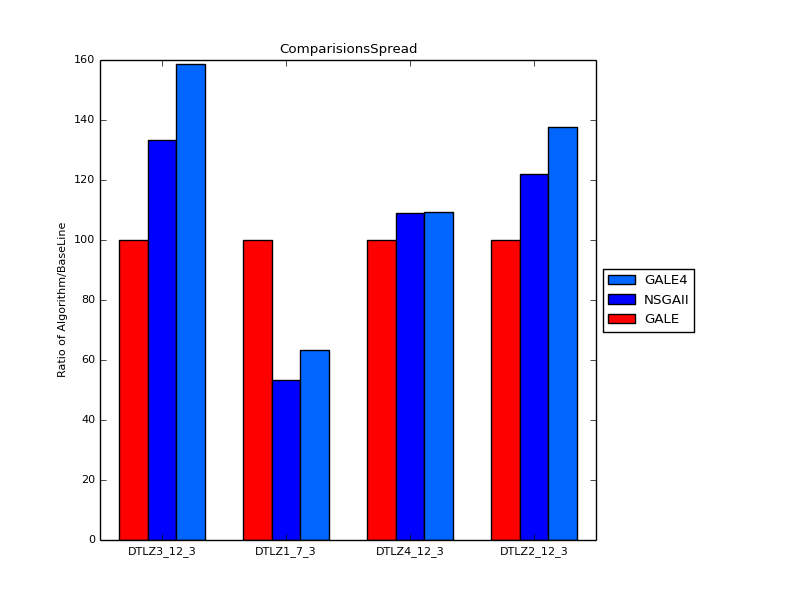 ComparisionsSpread
160
140
120
100
80
60
40
20
0
Ratio of Algorithm/BaseLine
DTLZ3_12_3 DTLZ1_7_3 DTLZ4_12_3 DTLZ2_12_3
GALE4
NSGAII
GALE